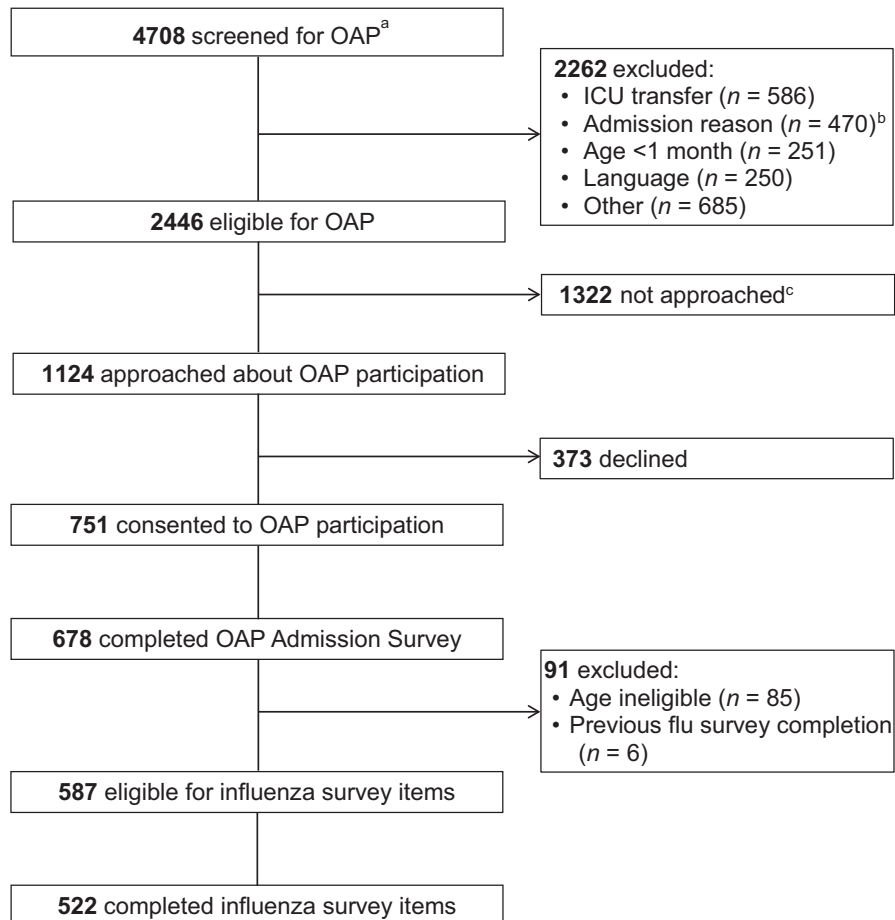 4708 screened for OAPᵃ
2262 excluded:
• ICU transfer (n = 586)
• Admission reason (n = 470)ᵇ
• Age <1 month (n = 251)
• Language (n = 250)
• Other (n = 685)
2446 eligible for OAP
1322 not approachedᶜ
1124 approached about OAP participation
373 declined
751 consented to OAP participation
678 completed OAP Admission Survey
91 excluded:
• Age ineligible (n = 85)
• Previous flu survey completion
(n = 6)
587 eligible for influenza survey items
522 completed influenza survey items